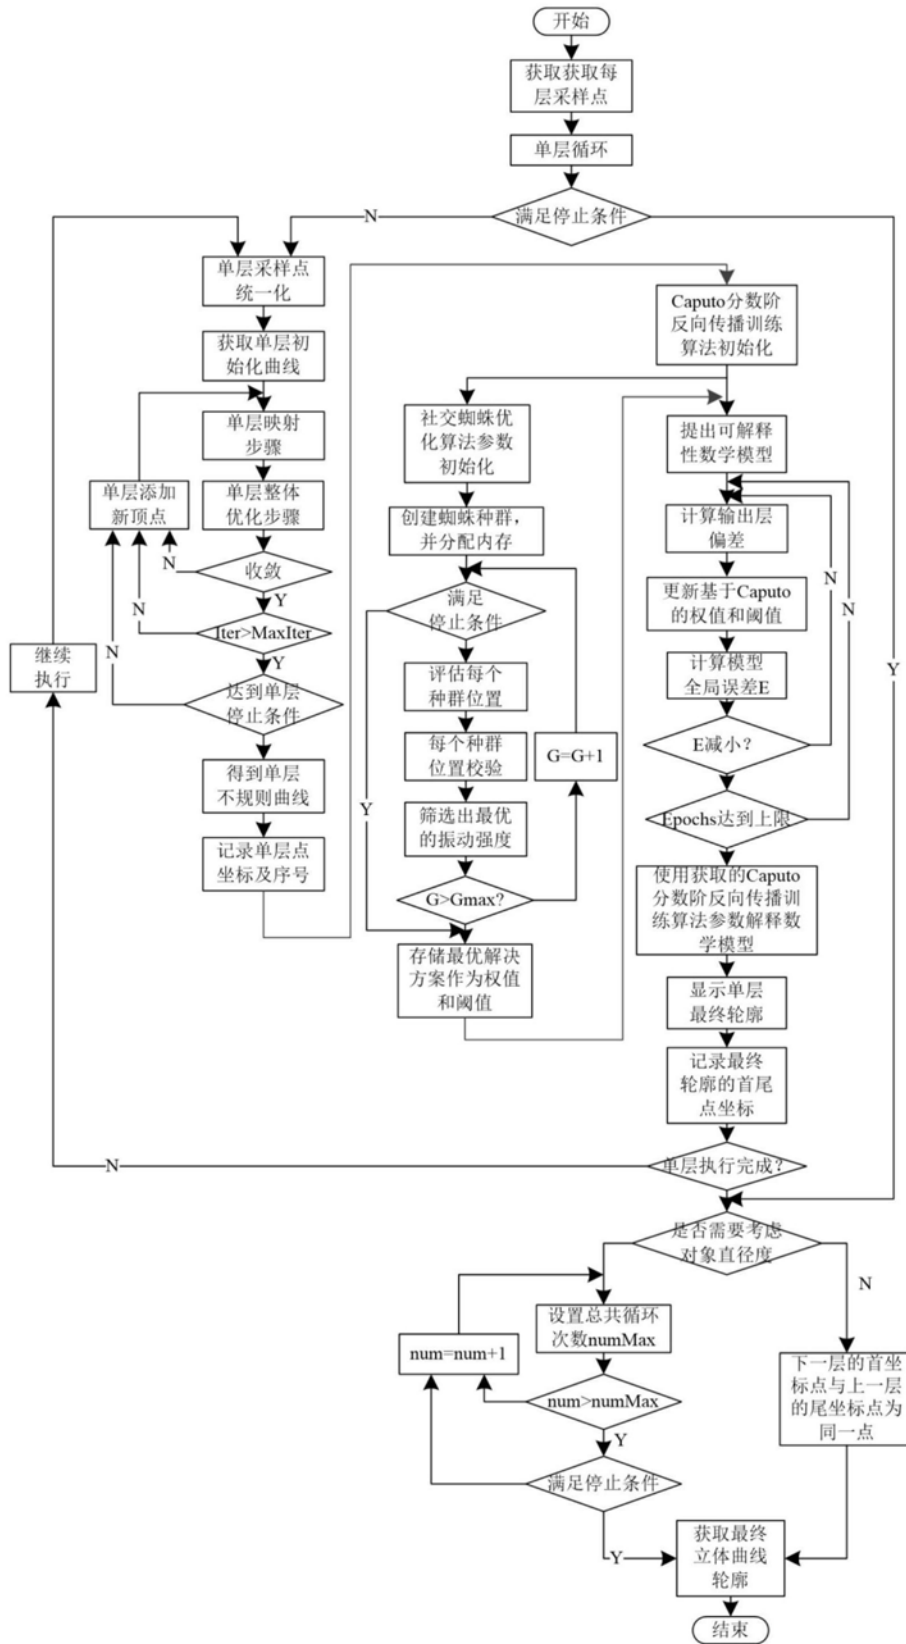 开始
获取获取每
层采样点
单层循环
满足停止条件
N
Y
单层采样点
统一化
获取单层初
始化曲线
单层映射
步骤
单层整体
优化步骤
单层添加
新顶点
收敛
N
Y
Iter>MaxIter
N
Y
达到单层
停止条件
N
继续
执行
得到单层
不规则曲线
记录单层点
坐标及序号
Caputo分数阶
反向传播训练
算法初始化
社交蜘蛛优
化算法参数
初始化
创建蜘蛛种群,
并分配内存
满足
停止条件
Y
评估每个
种群位置
每个种群
位置校验
G=G+1
筛选出最优
的振动强度
G>Gmax?
存储最优解决
方案作为权值
和阈值
提出可解释
性数学模型
计算输出层
偏差
更新基于Caputo
的权值和阈值
计算模型
全局误差E
E减小?
N
Epochs达到上限
N
使用获取的Caputo
分数阶反向传播训
练算法参数解释数
学模型
显示单层
最终轮廓
记录最终
轮廓的首尾
点坐标
单层执行完成?
N
是否需要考虑
对象直径度
N
设置总共循环
次数numMax
num=num+1
num>numMax
Y
满足停止条件
Y
下一层的首坐
标点与上一层
的尾坐标点为
同一点
获取最终
立体曲线
轮廓
结束